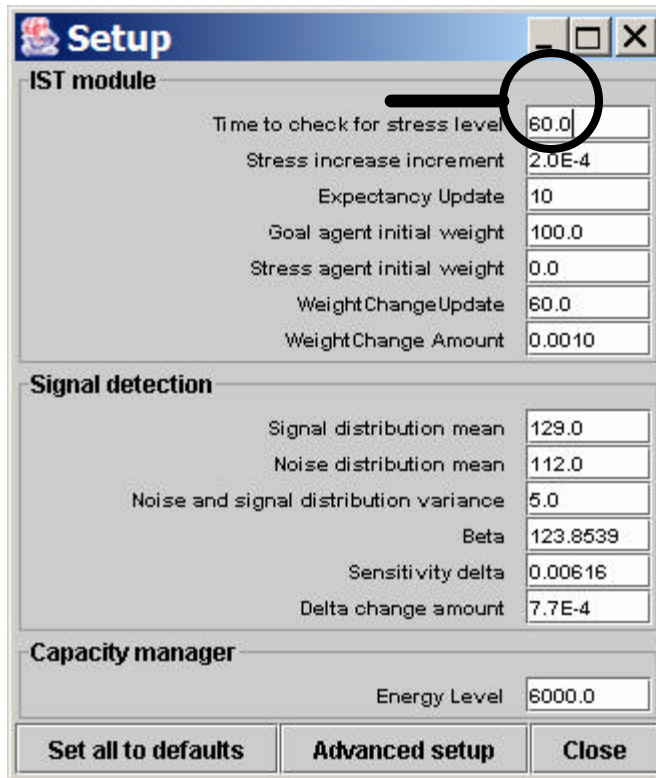 Setup
IST module
Time to check for stress level 60.0
Stress increase increment 2.0E-4
Expectancy Update 10
Goal agent initial weight 100.0
Stress agent initial weight 0.0
WeightChangeUpdate 60.0
WeightChange Amount 0.0010
Signal detection
Signal distribution mean 129.0
Noise distribution mean 112.0
Noise and signal distribution variance 5.0
Beta 123.8539
Sensitivity delta 0.00616
Delta change amount 7.7E-4
Capacity manager
Energy Level 6000.0
Set all to defaults Advanced setup Close